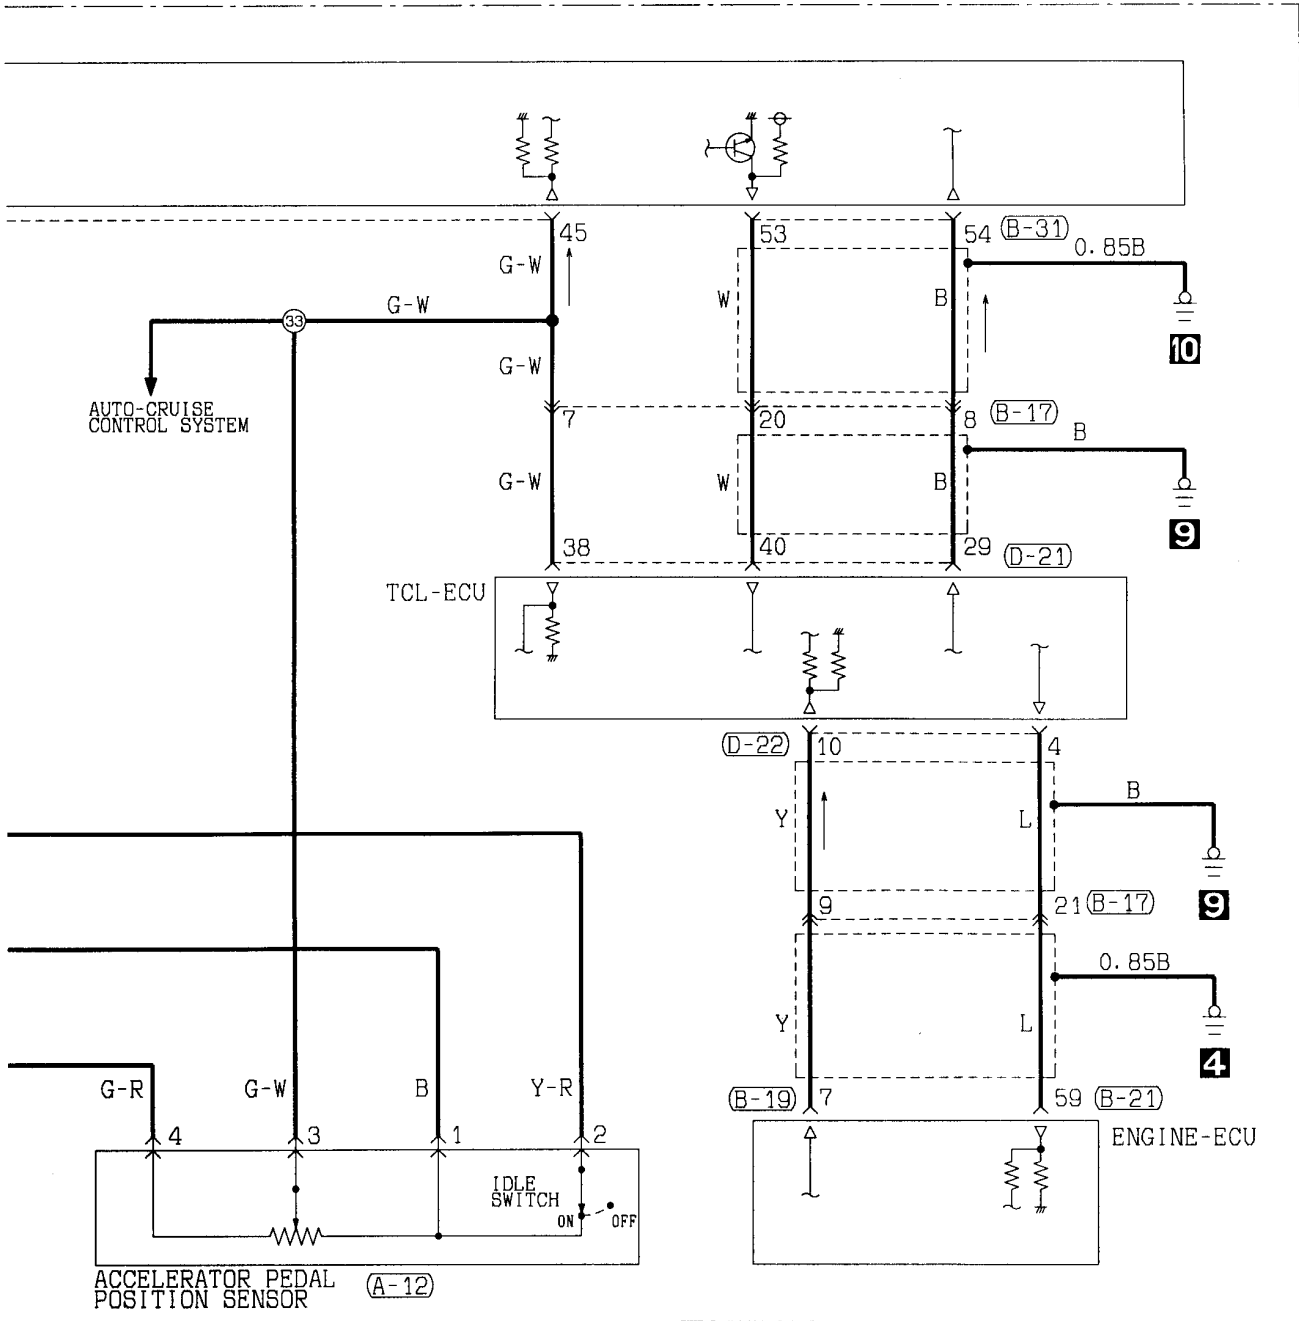 45
53
54
B-31
0.85B
G-W
W
B
G-W
33
10
G-W
AUTO-CRUISE
CONTROL SYSTEM
7
20
8
B-17
B
G-W
W
B
9
38
40
29
D-21
TCL-ECU
D-22
10
4
B
Y
L
9
9
21
B-17
0.85B
Y
L
4
G-R
G-W
B
Y-R
B-19
7
59
B-21
4
3
1
2
ENGINE-ECU
IDLE
SWITCH
ON
OFF
ACCELERATOR PEDAL
POSITION SENSOR
A-12